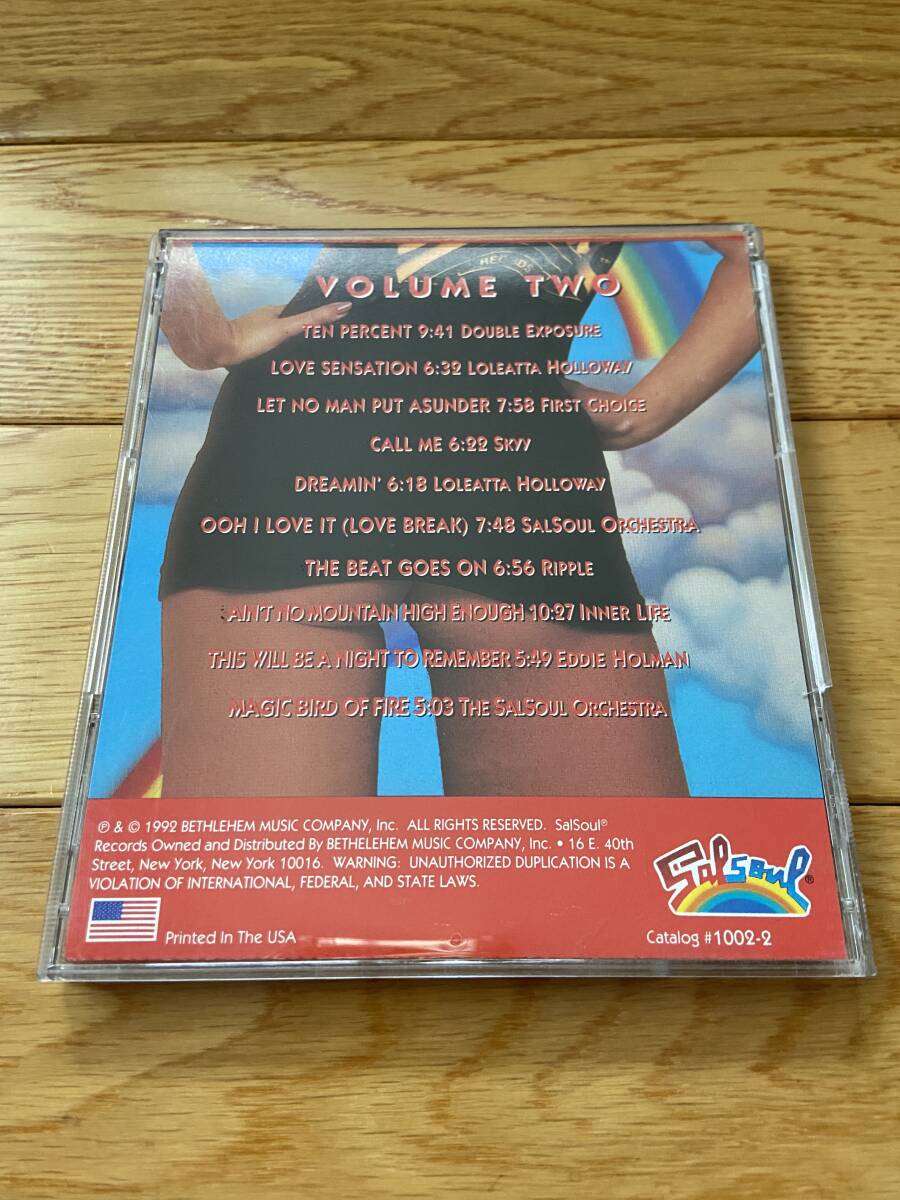 VOLUME TWO
TEN PERCENT 9:41 DOUBLE EXPOSURE
LOVE SENSATION 6:32 LOLEATTA HOLLOWAY
LET NO MAN PUT ASUNDER 7:58 FIRST CHOICE
CALL ME 6:22 SKYY
DREAMIN' 6:18 LOLEATTA HOLLOWAY
OOH I LOVE IT (LOVE BREAK) 7:48 SALSOUL ORCHESTRA
THE BEAT GOES ON 6:56 RIPPLE
AIN'T NO MOUNTAIN HIGH ENOUGH 10:27 INNER LIFE
THIS WILL BE A NIGHT TO REMEMBER 5:49 EDDIE HOLMAN
MAGIC BIRD OF FIRE 5:03 THE SALSOUL ORCHESTRA
℗ & © 1992 BETHLEHEM MUSIC COMPANY, Inc. ALL RIGHTS RESERVED. SalSoul®
Records Owned and Distributed By BETHELEHEM MUSIC COMPANY, Inc. • 16 E. 40th
Street, New York, New York 10016. WARNING: UNAUTHORIZED DUPLICATION IS A
VIOLATION OF INTERNATIONAL, FEDERAL, AND STATE LAWS.
Salsoul®
Printed In The USA
Catalog #1002-2